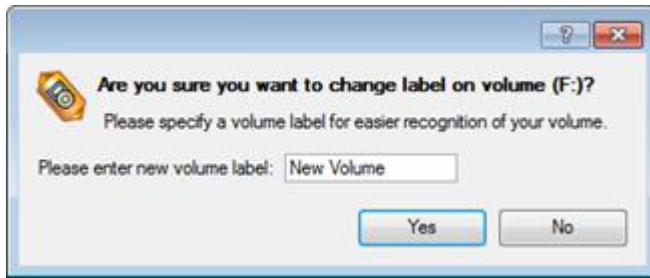 Are you sure you want to change label on volume (F:)?
Please specify a volume label for easier recognition of your volume.
Please enter new volume label: New Volume
Yes No